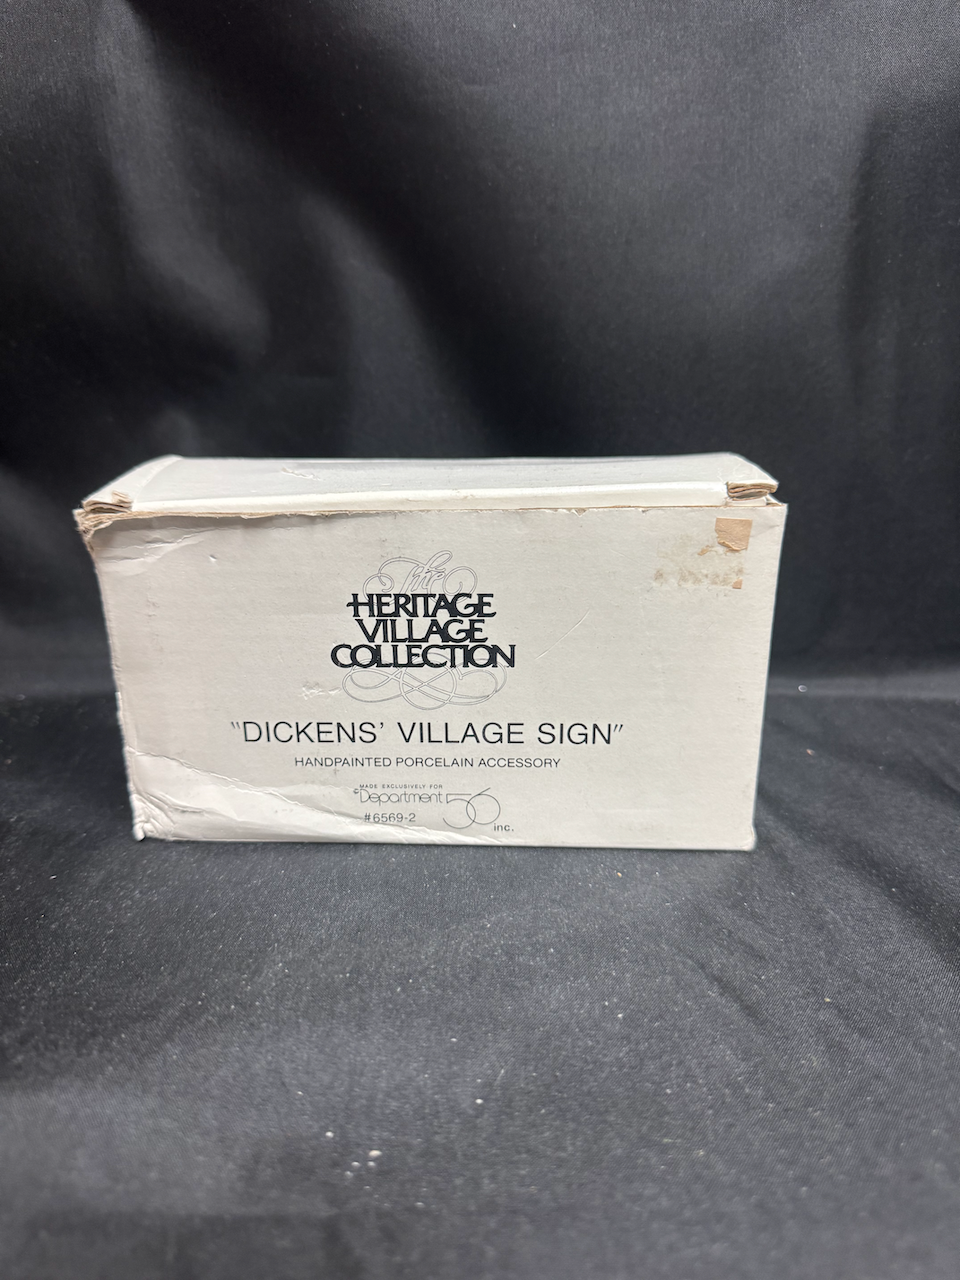 The
HERITAGE
VILLAGE
COLLECTION
"DICKENS' VILLAGE SIGN"
HANDPAINTED PORCELAIN ACCESSORY
MADE EXCLUSIVELY FOR
©Department 56
#6569-2
inc.